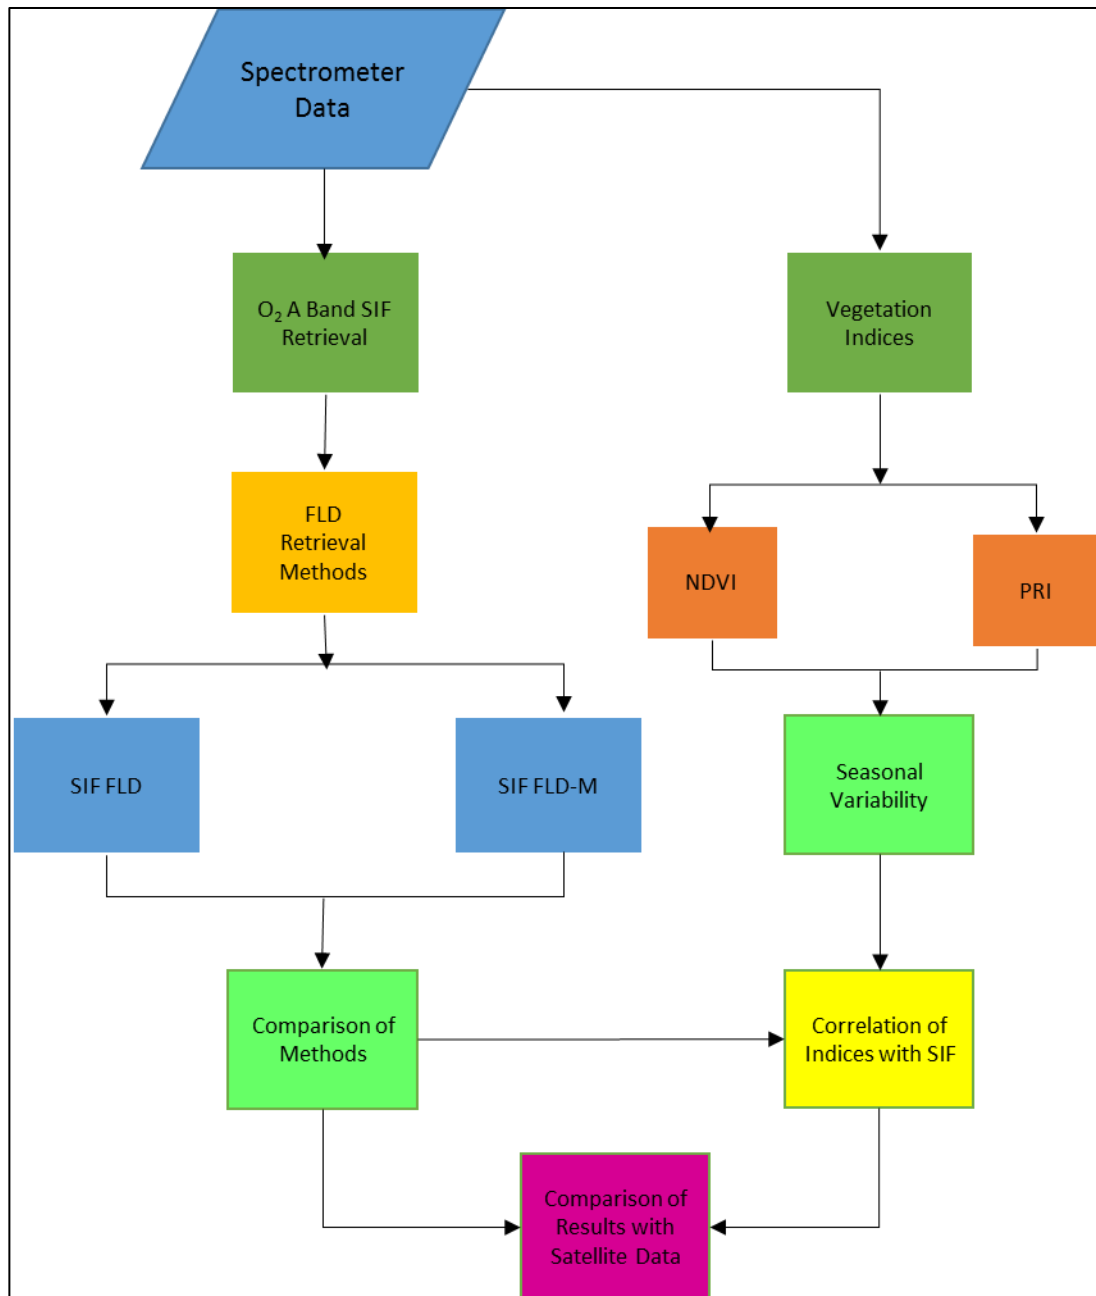 Spectrometer
Data
O₂ A Band SIF
Retrieval
Vegetation
Indices
FLD
Retrieval
Methods
NDVI
PRI
SIF FLD
SIF FLD-M
Seasonal
Variability
Comparison of
Methods
Correlation of
Indices with SIF
Comparison of
Results with
Satellite Data